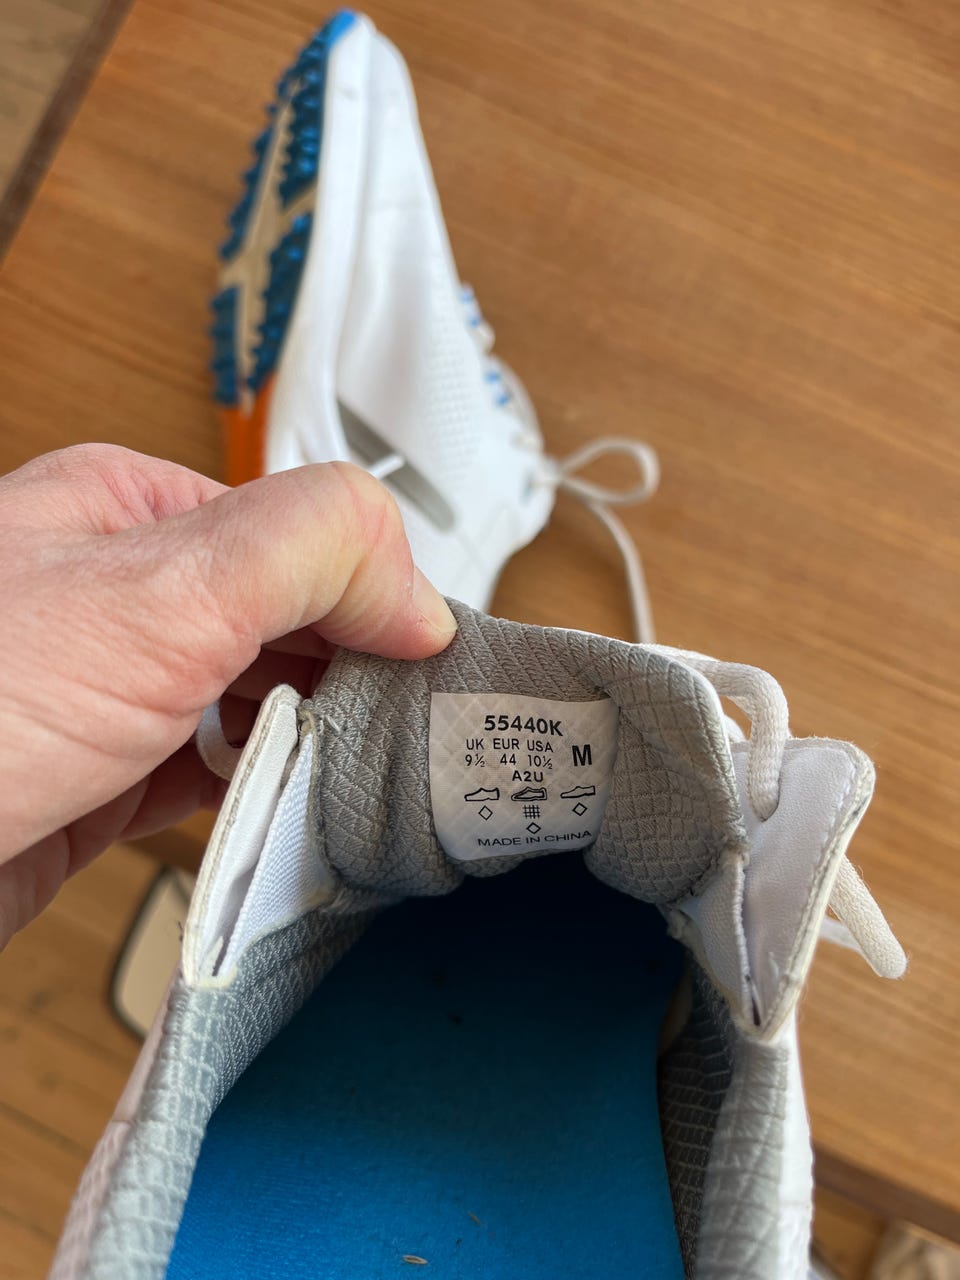 55440K
UK EUR USA
9½ 44 10½ M
A2U
MADE IN CHINA